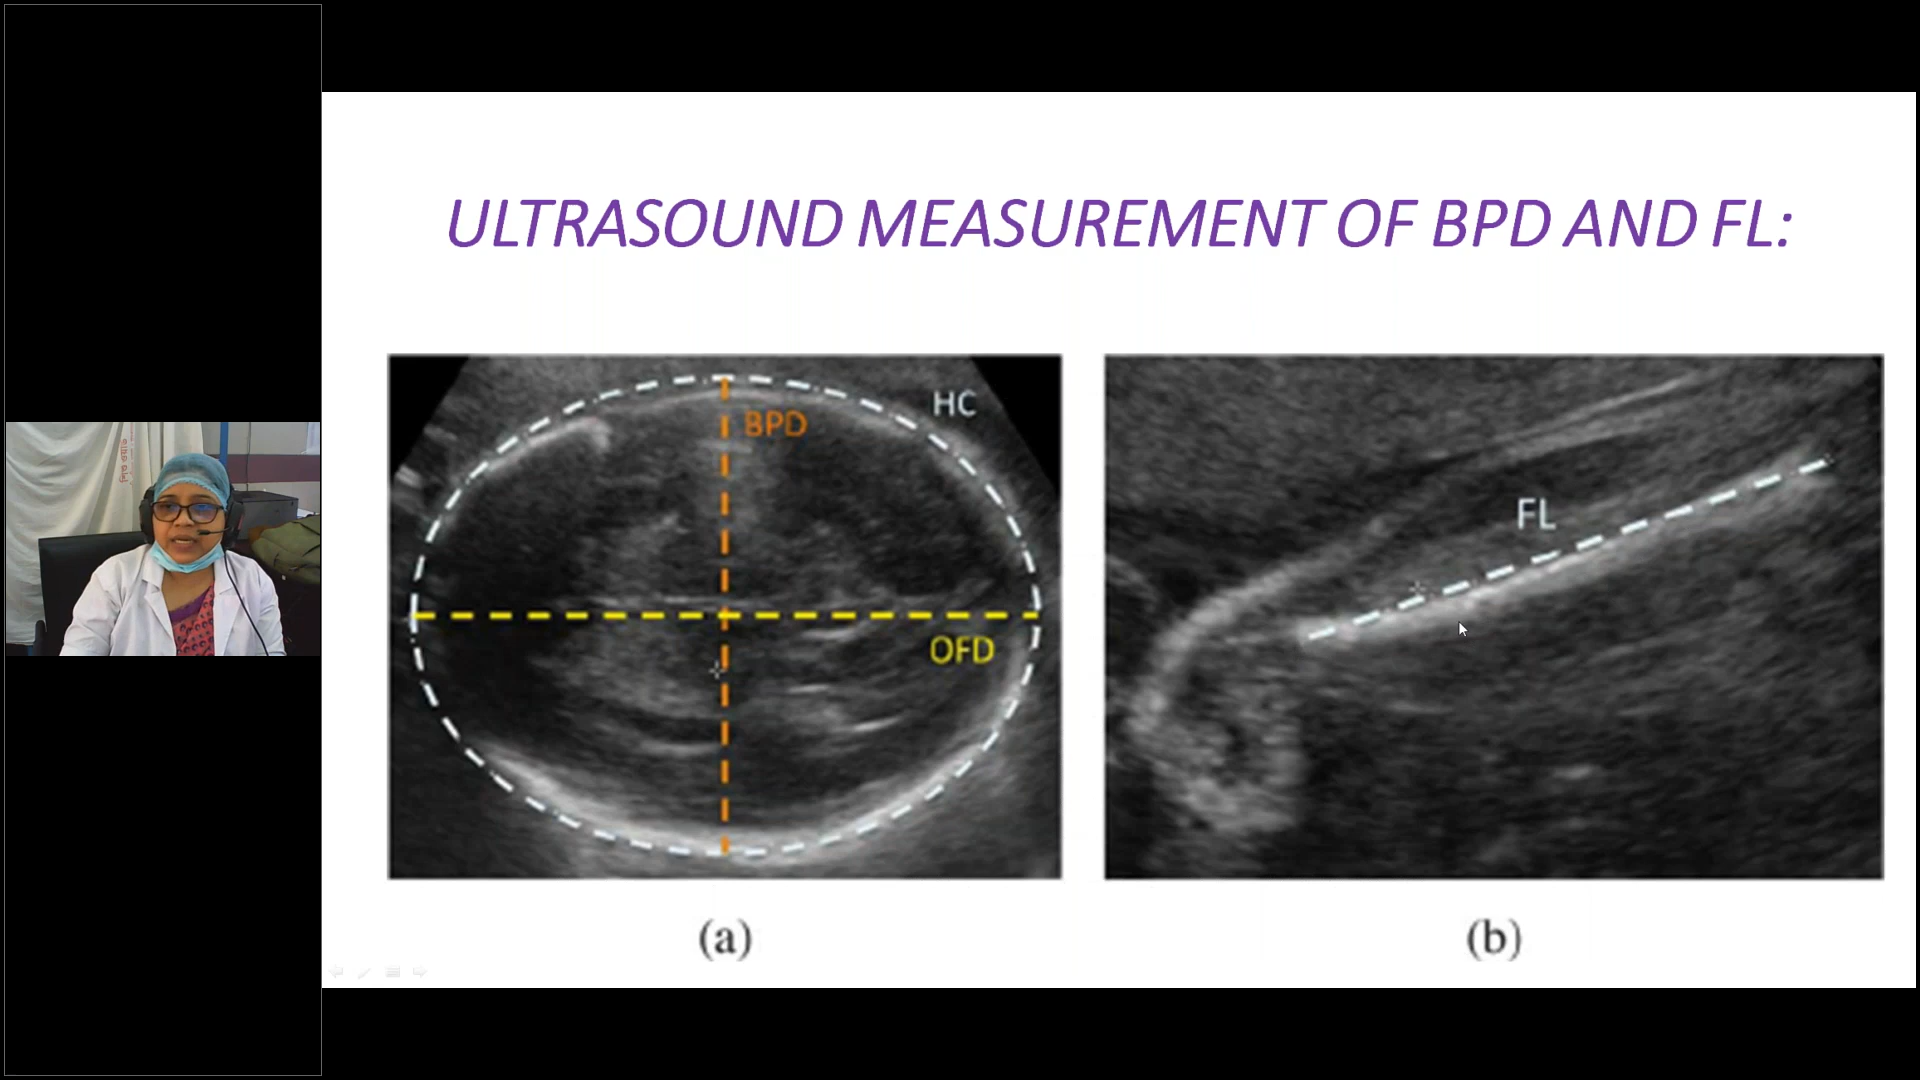 ULTRASOUND MEASUREMENT OF BPD AND FL:
HC
BPD
OFD
FL
(a)
(b)